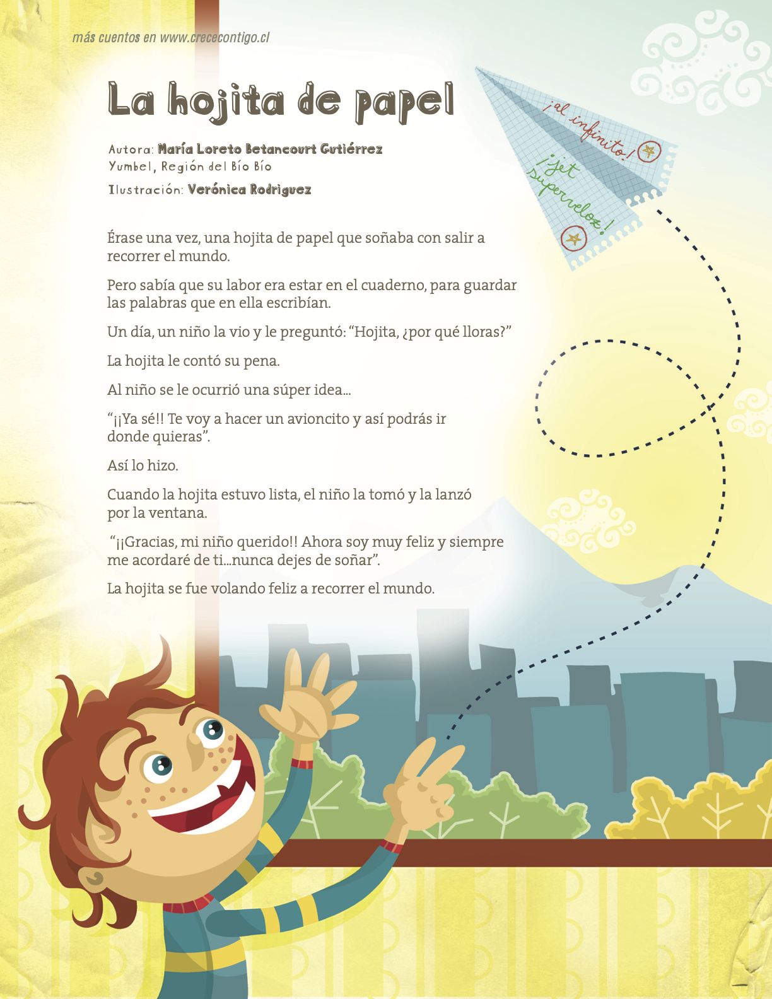 más cuentos en www.crececontigo.cl
La hojita de papel
Autora: María Loreto Betancourt Gutiérrez
Yumbel, Región del Bío Bío
Ilustración: Verónica Rodriguez
¡al infinito!
¡jet
superveloz!
Érase una vez, una hojita de papel que soñaba con salir a
recorrer el mundo.
Pero sabía que su labor era estar en el cuaderno, para guardar
las palabras que en ella escribían.
Un día, un niño la vio y le preguntó: “Hojita, ¿por qué lloras?”
La hojita le contó su pena.
Al niño se le ocurrió una súper idea...
“¡¡Ya sé!! Te voy a hacer un avioncito y así podrás ir
donde quieras”.
Así lo hizo.
Cuando la hojita estuvo lista, el niño la tomó y la lanzó
por la ventana.
“¡¡Gracias, mi niño querido!! Ahora soy muy feliz y siempre
me acordaré de ti...nunca dejes de soñar”.
La hojita se fue volando feliz a recorrer el mundo.